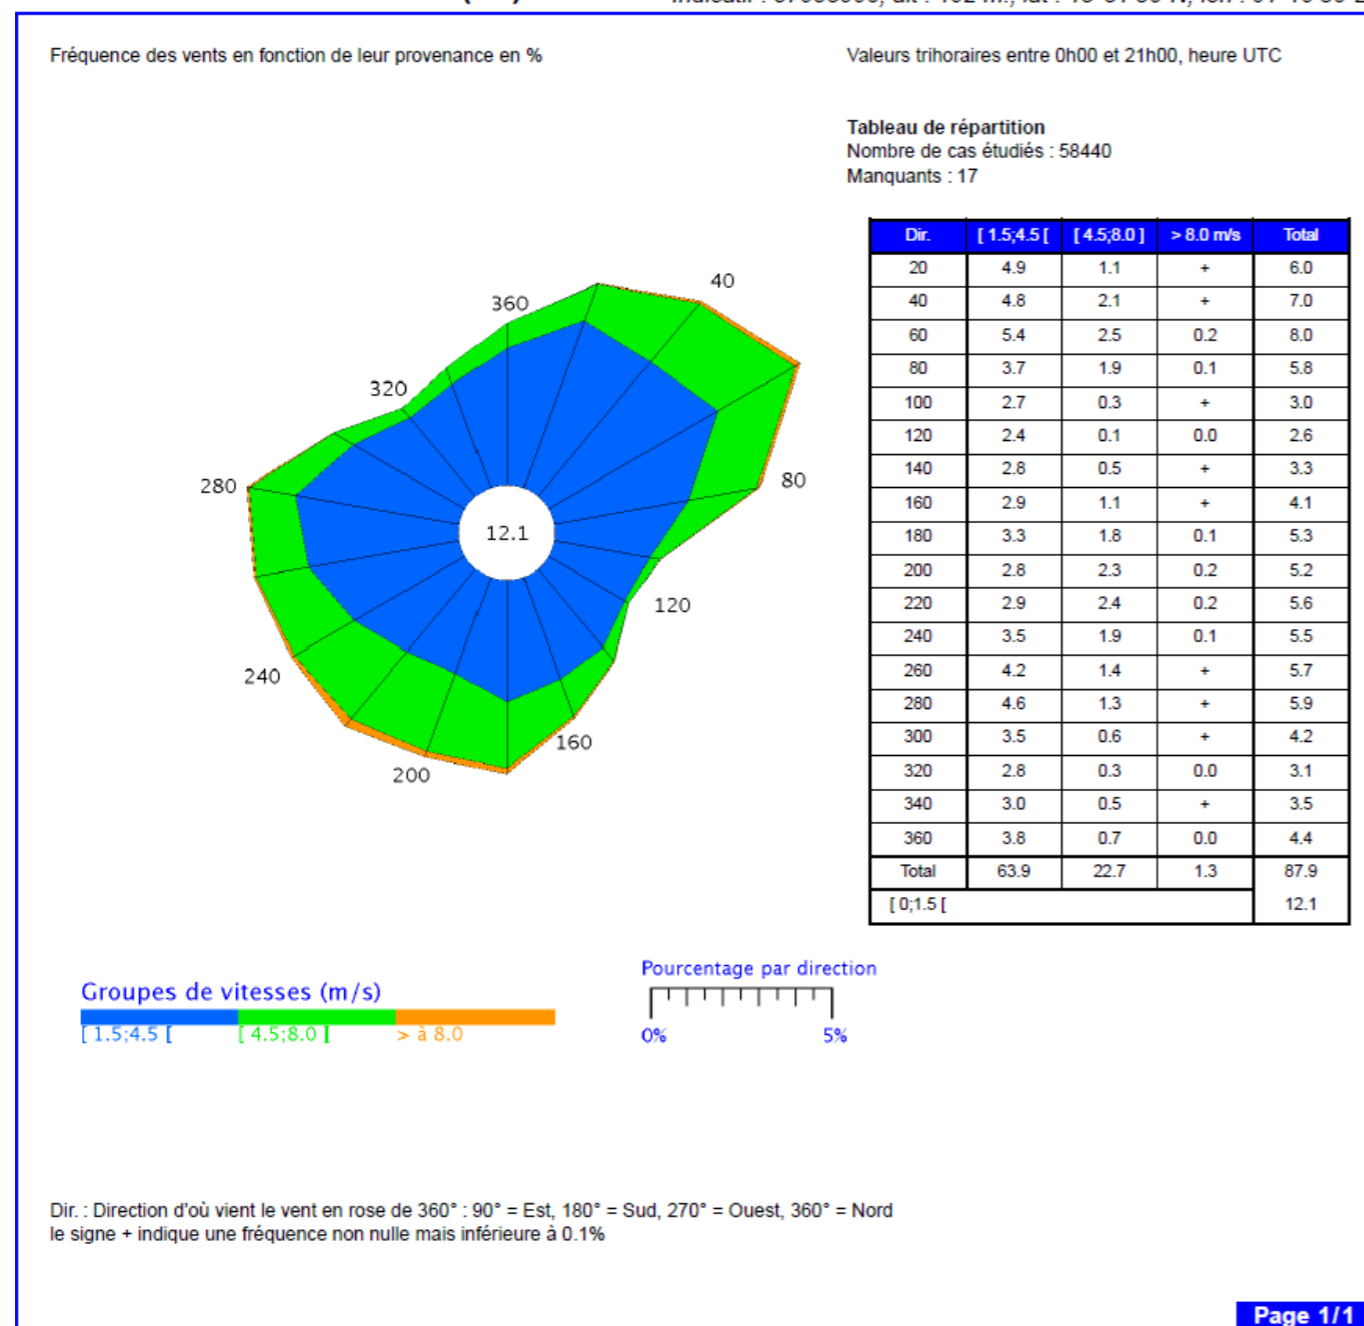 Fréquence des vents en fonction de leur provenance en %
Valeurs trihoraires entre 0h00 et 21h00, heure UTC
Tableau de répartition
Nombre de cas étudiés : 58440
Manquants : 17
Dir. [ 1.5;4.5 [ [ 4.5;8.0 ] > 8.0 m/s Total
20 4.9 1.1 + 6.0
40 4.8 2.1 + 7.0
60 5.4 2.5 0.2 8.0
80 3.7 1.9 0.1 5.8
100 2.7 0.3 + 3.0
120 2.4 0.1 0.0 2.6
140 2.8 0.5 + 3.3
160 2.9 1.1 + 4.1
180 3.3 1.8 0.1 5.3
200 2.8 2.3 0.2 5.2
220 2.9 2.4 0.2 5.6
240 3.5 1.9 0.1 5.5
260 4.2 1.4 + 5.7
280 4.6 1.3 + 5.9
300 3.5 0.6 + 4.2
320 2.8 0.3 0.0 3.1
340 3.0 0.5 + 3.5
360 3.8 0.7 0.0 4.4
Total 63.9 22.7 1.3 87.9
[ 0;1.5 [ 12.1
40
360
320
280
80
12.1
120
240
160
200
Groupes de vitesses (m/s)
[ 1.5;4.5 [ [ 4.5;8.0 ] > à 8.0
Pourcentage par direction
0% 5%
Dir. : Direction d'où vient le vent en rose de 360° : 90° = Est, 180° = Sud, 270° = Ouest, 360° = Nord
le signe + indique une fréquence non nulle mais inférieure à 0.1%
Page 1/1